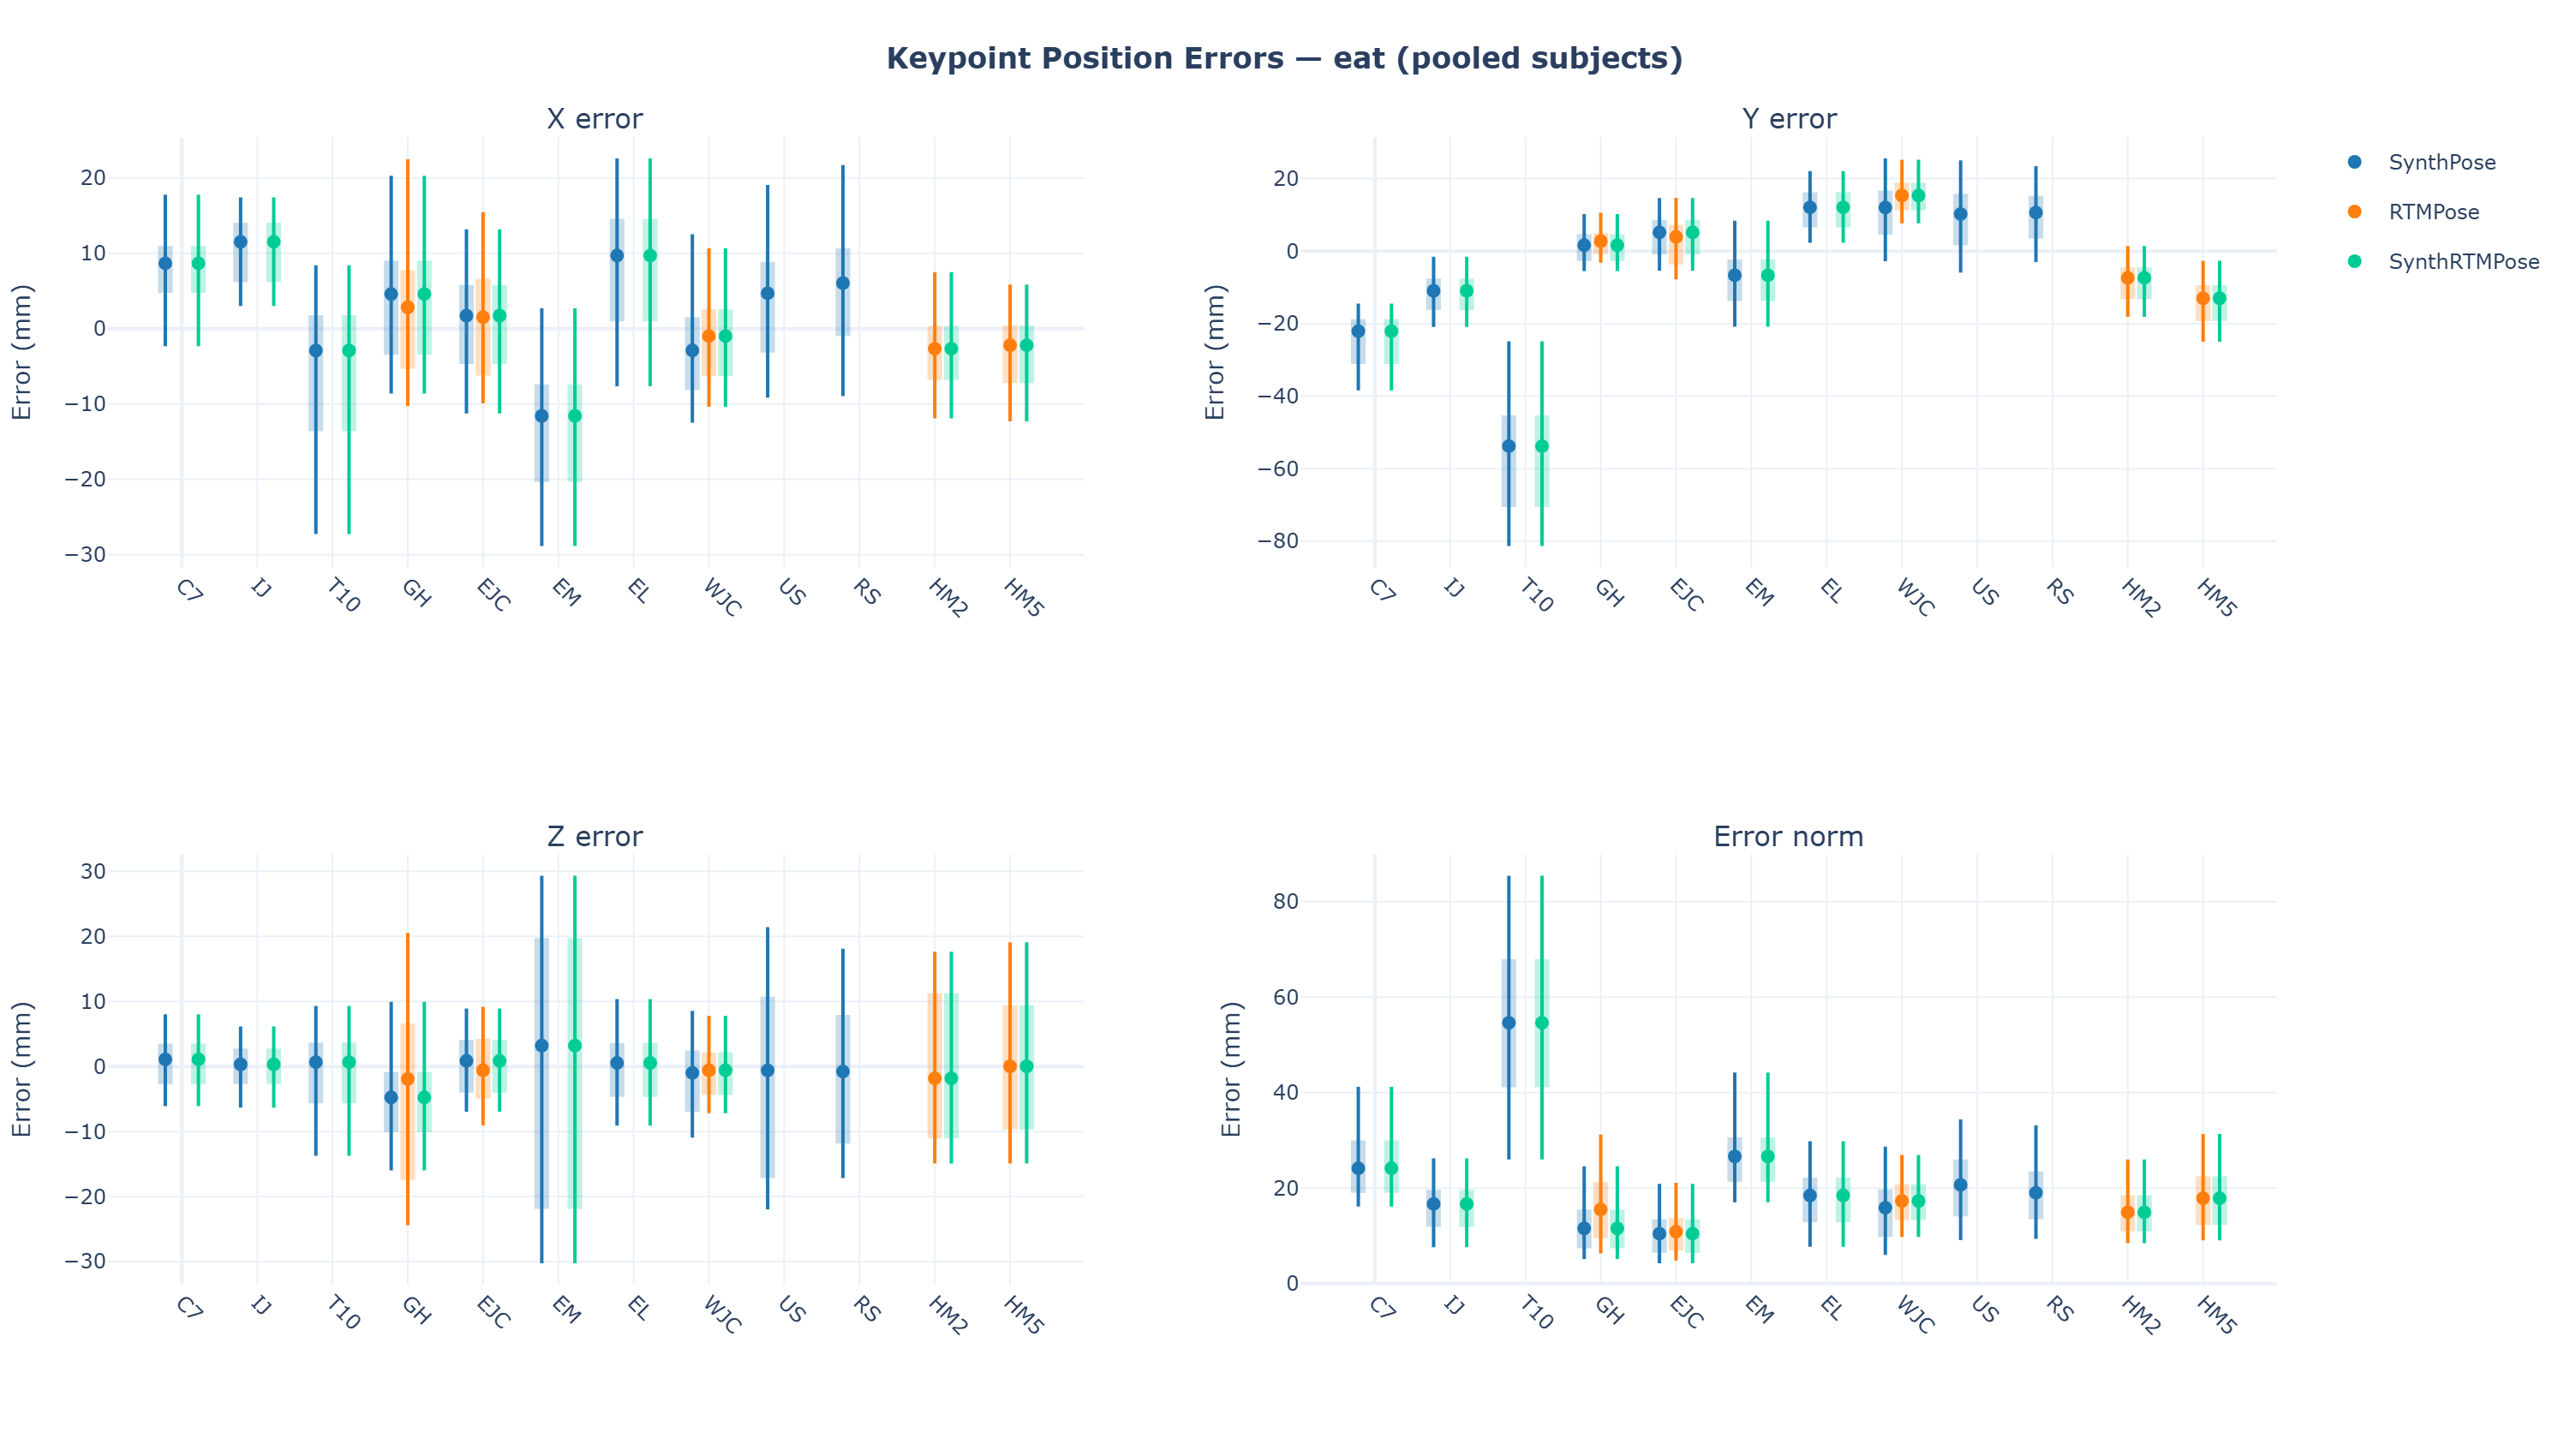 Keypoint Position Errors — eat (pooled subjects)
X error
Error (mm)
20
10
0
−10
−20
−30
C7
IJ
T10
GH
EJC
EM
EL
WJC
US
RS
HM2
HM5
Y error
Error (mm)
20
0
−20
−40
−60
−80
C7
IJ
T10
GH
EJC
EM
EL
WJC
US
RS
HM2
HM5
SynthPose
RTMPose
SynthRTMPose
Z error
Error (mm)
30
20
10
0
−10
−20
−30
C7
IJ
T10
GH
EJC
EM
EL
WJC
US
RS
HM2
HM5
Error norm
Error (mm)
80
60
40
20
0
C7
IJ
T10
GH
EJC
EM
EL
WJC
US
RS
HM2
HM5